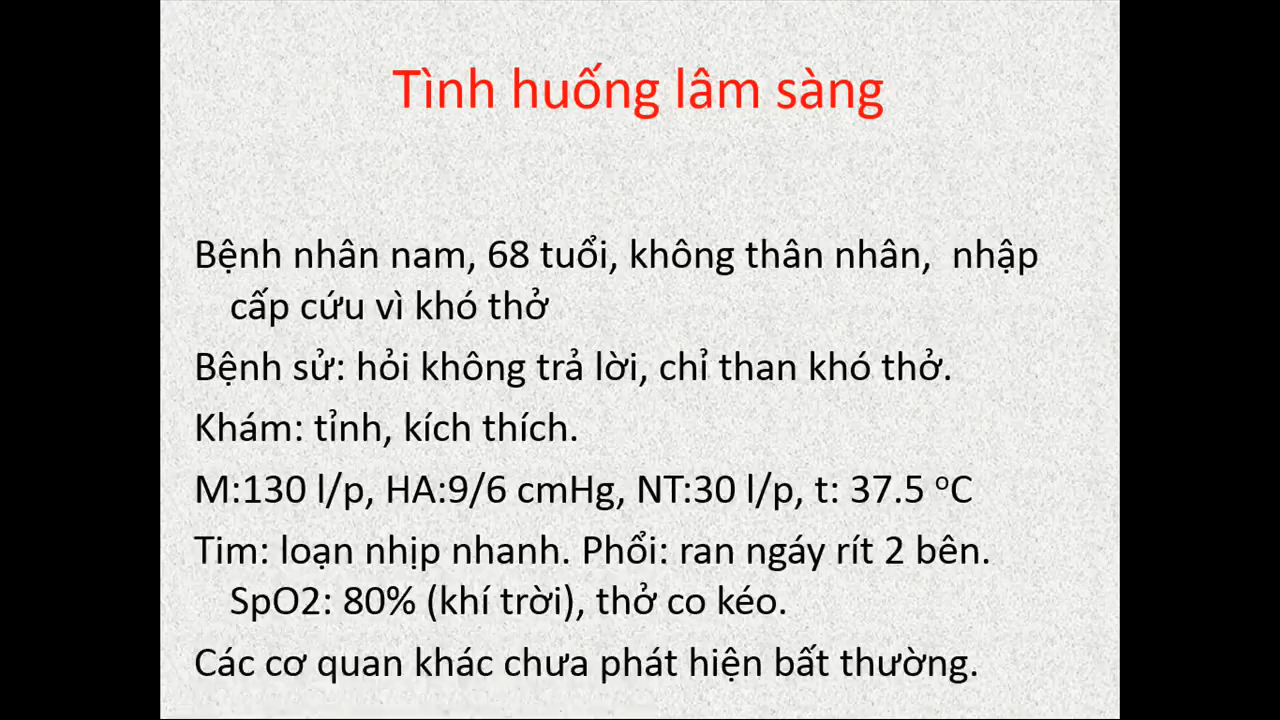 Tình huống lâm sàng
Bệnh nhân nam, 68 tuổi, không thân nhân,  nhập
cấp cứu vì khó thở
Bệnh sử: hỏi không trả lời, chỉ than khó thở.
Khám: tỉnh, kích thích.
M:130 l/p, HA:9/6 cmHg, NT:30 l/p, t: 37.5 ⁰C
Tim: loạn nhịp nhanh. Phổi: ran ngáy rít 2 bên.
SpO2: 80% (khí trời), thở co kéo.
Các cơ quan khác chưa phát hiện bất thường.